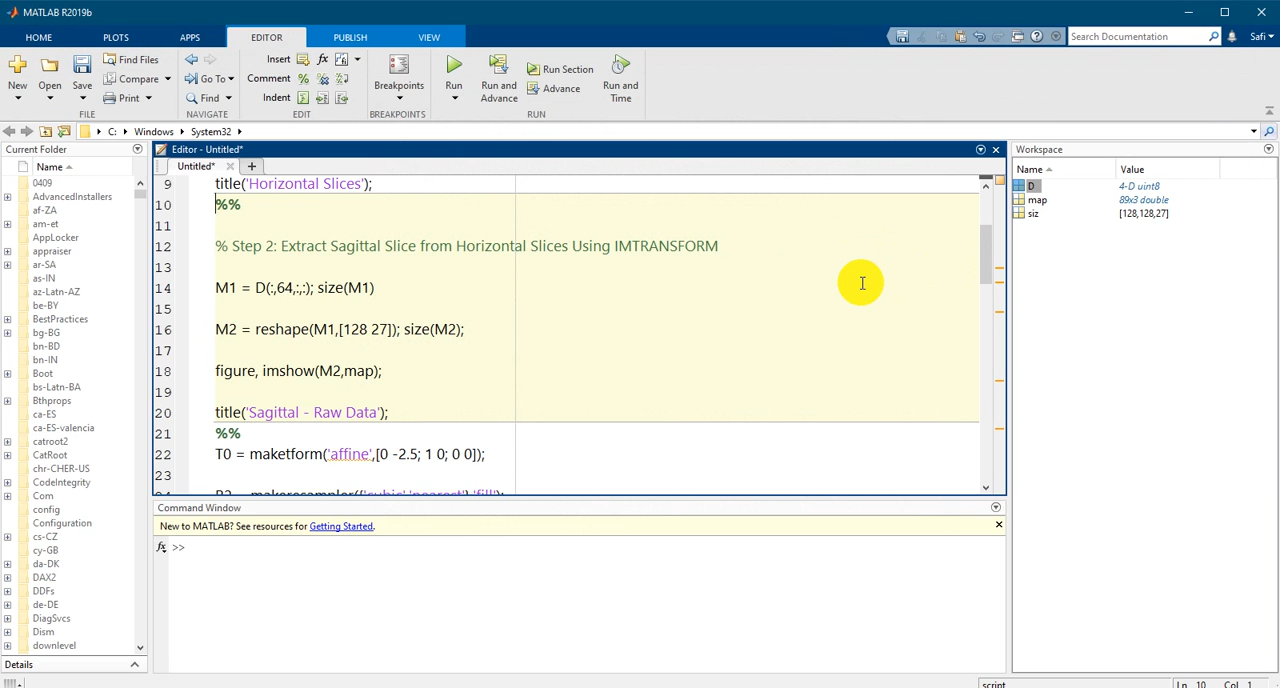 MATLAB R2019b
HOME PLOTS APPS EDITOR PUBLISH VIEW
Search Documentation
Safi
Find Files
Compare
Print
New Open Save
FILE
Go To
Find
NAVIGATE
Insert
Comment
Indent
EDIT
Breakpoints
BREAKPOINTS
Run
Run and Advance
Run Section
Advance
Run and Time
RUN
C: Windows System32
Current Folder
Name
0409
AdvancedInstallers
af-ZA
am-et
AppLocker
appraiser
ar-SA
as-IN
az-Latn-AZ
be-BY
BestPractices
bg-BG
bn-BD
bn-IN
Boot
bs-Latn-BA
Bthprops
ca-ES
ca-ES-valencia
catroot2
CatRoot
chr-CHER-US
CodeIntegrity
Com
config
Configuration
cs-CZ
cy-GB
da-DK
DAX2
DDFs
de-DE
DiagSvcs
Dism
downlevel
Details
Editor - Untitled*
Untitled*
9 title('Horizontal Slices');
10 %%
11
12 % Step 2: Extract Sagittal Slice from Horizontal Slices Using IMTRANSFORM
13
14 M1 = D(:,64,:,:); size(M1)
15
16 M2 = reshape(M1,[128 27]); size(M2);
17
18 figure, imshow(M2,map);
19
20 title('Sagittal - Raw Data');
21 %%
22 T0 = maketform('affine',[0 -2.5; 1 0; 0 0]);
23
Command Window
New to MATLAB? See resources for Getting Started.
fx >>
Workspace
Name Value
D 4-D uint8
map 89x3 double
siz [128,128,27]
script
Ln 10 Col 1